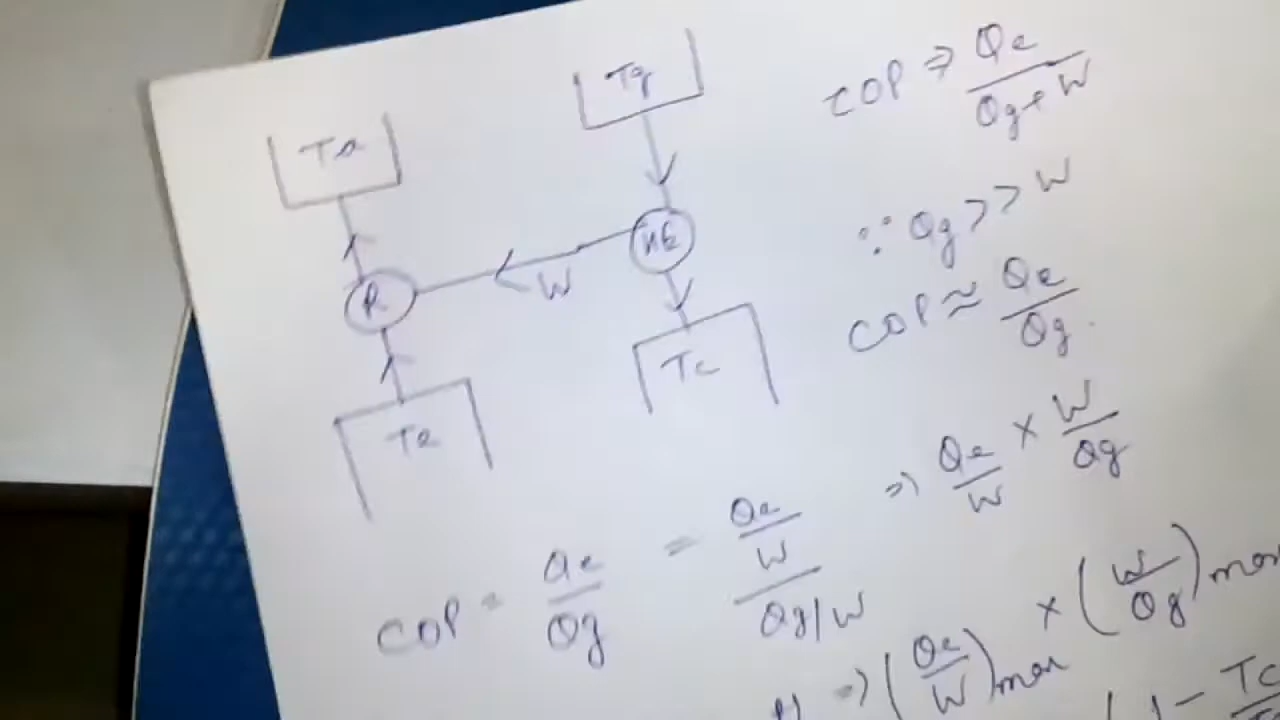 Ta
Tg
R
W
HE
Te
Tc
COP ⇒ Qe / Qg + W
∵ Qg >> W
COP ≈ Qe / Qg
COP = Qe / Qg = (Qe / W) / (Qg/W) ⇒ Qe / W × W / Qg
⇒ (Qe / W)max × (W / Qg)max
(1 - Tc